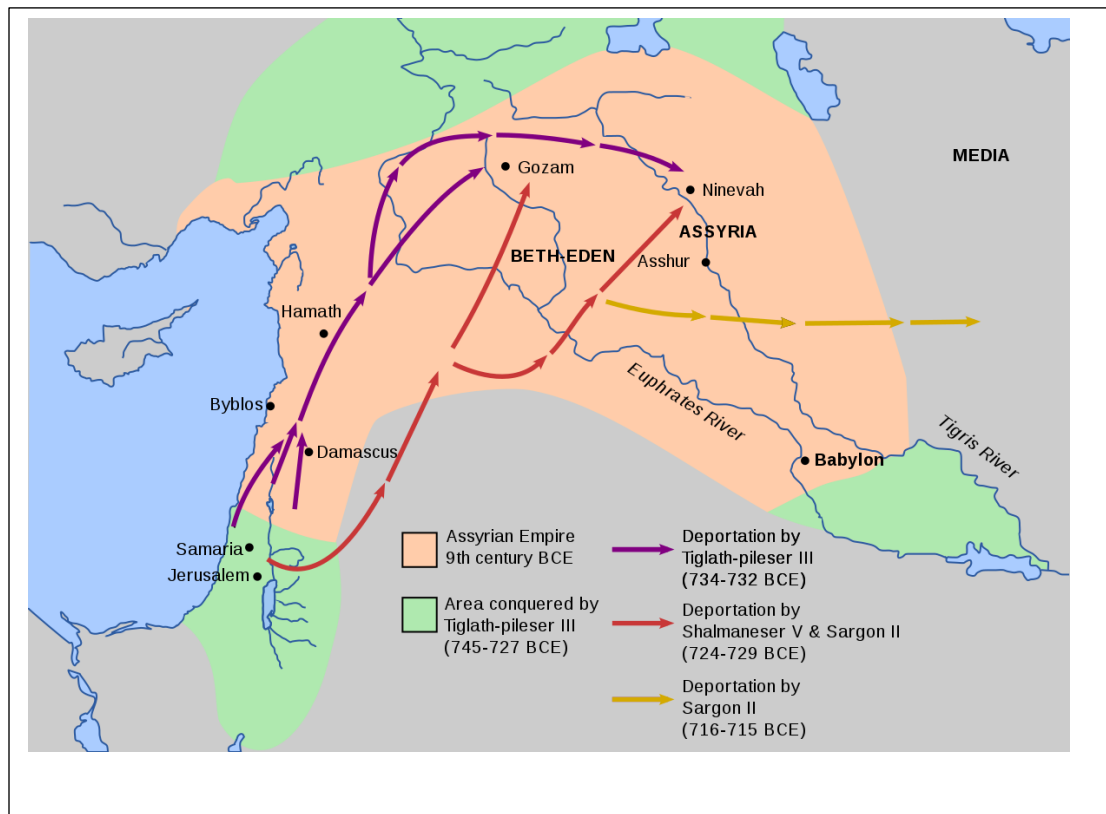 MEDIA
Gozam
Ninevah
ASSYRIA
BETH-EDEN
Asshur
Hamath
Byblos
Euphrates River
Damascus
Babylon
Tigris River
Samaria
Jerusalem
Assyrian Empire
9th century BCE
Area conquered by
Tiglath-pileser III
(745-727 BCE)
Deportation by
Tiglath-pileser III
(734-732 BCE)
Deportation by
Shalmaneser V & Sargon II
(724-729 BCE)
Deportation by
Sargon II
(716-715 BCE)